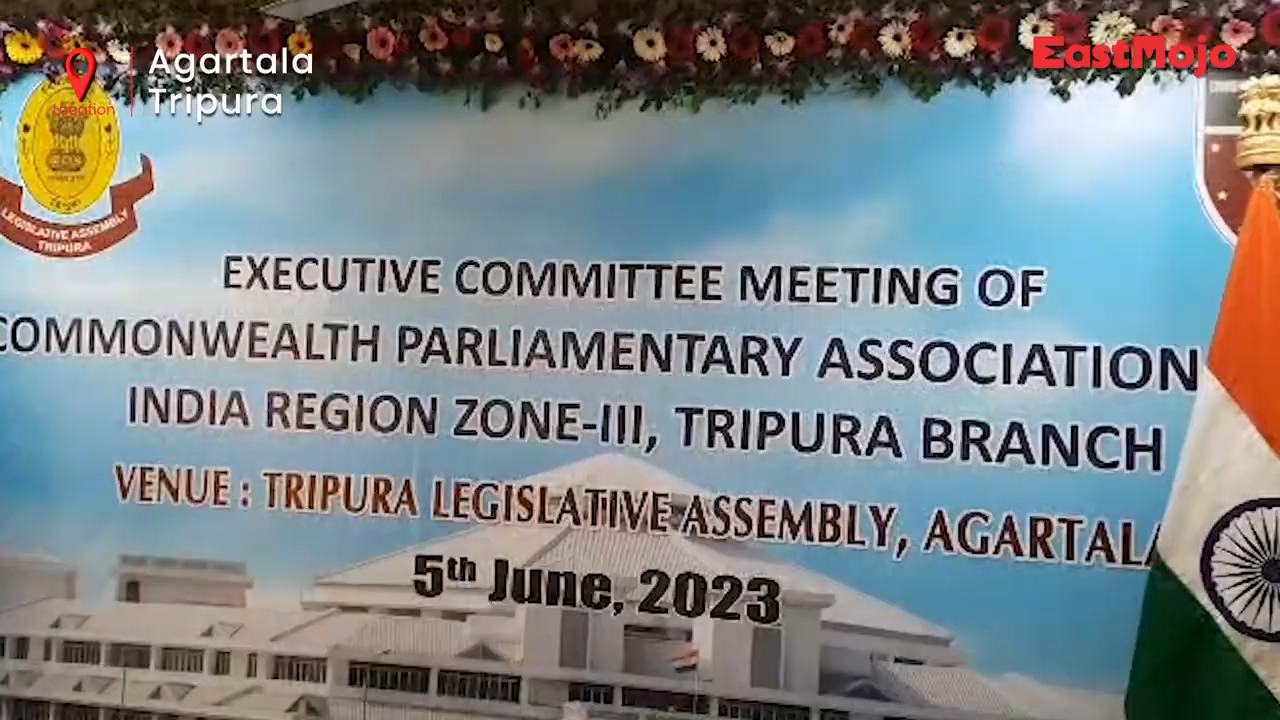 Agartala
Tripura
Location
EastMojo
LEGISLATIVE ASSEMBLY
TRIPURA
EXECUTIVE COMMITTEE MEETING OF
COMMONWEALTH PARLIAMENTARY ASSOCIATION
INDIA REGION ZONE-III, TRIPURA BRANCH
VENUE : TRIPURA LEGISLATIVE ASSEMBLY, AGARTALA
5th June, 2023